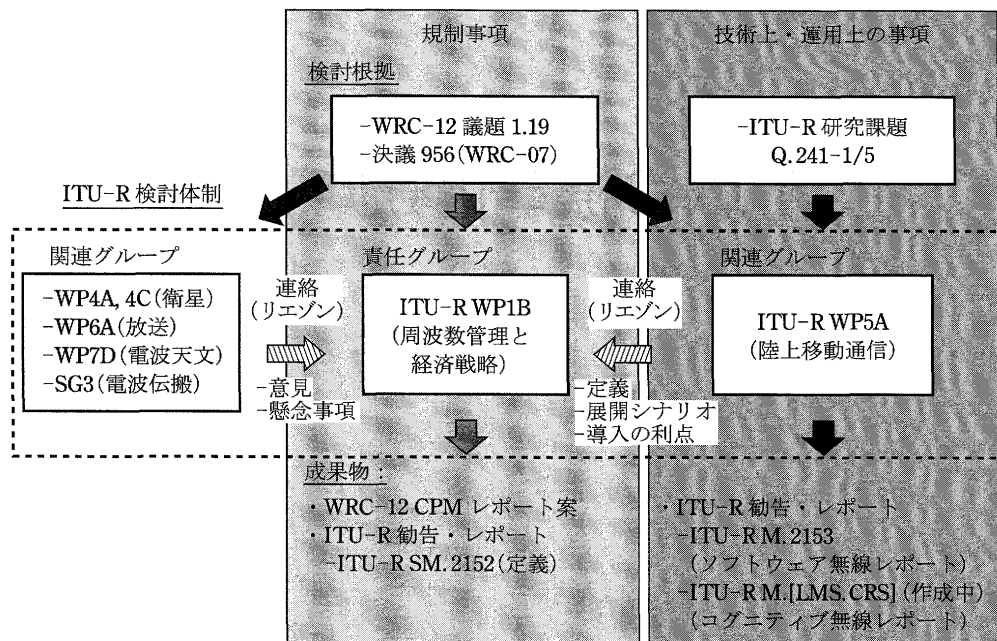 規制事項
技術上・運用上の事項
検討根拠
-WRC-12 議題 1.19
-決議 956(WRC-07)
-ITU-R 研究課題
Q.241-1/5
ITU-R 検討体制
関連グループ
-WP4A, 4C(衛星)
-WP6A(放送)
-WP7D(電波天文)
-SG3(電波伝搬)
連絡
(リエゾン)
-意見
-懸念事項
責任グループ
ITU-R WP1B
(周波数管理と
経済戦略)
連絡
(リエゾン)
-定義
-展開シナリオ
-導入の利点
関連グループ
ITU-R WP5A
(陸上移動通信)
成果物：
・WRC-12 CPM レポート案
・ITU-R 勧告・レポート
-ITU-R SM.2152(定義)
・ITU-R 勧告・レポート
-ITU-R M.2153
(ソフトウェア無線レポート)
-ITU-R M.[LMS.CRS](作成中)
(コグニティブ無線レポート)